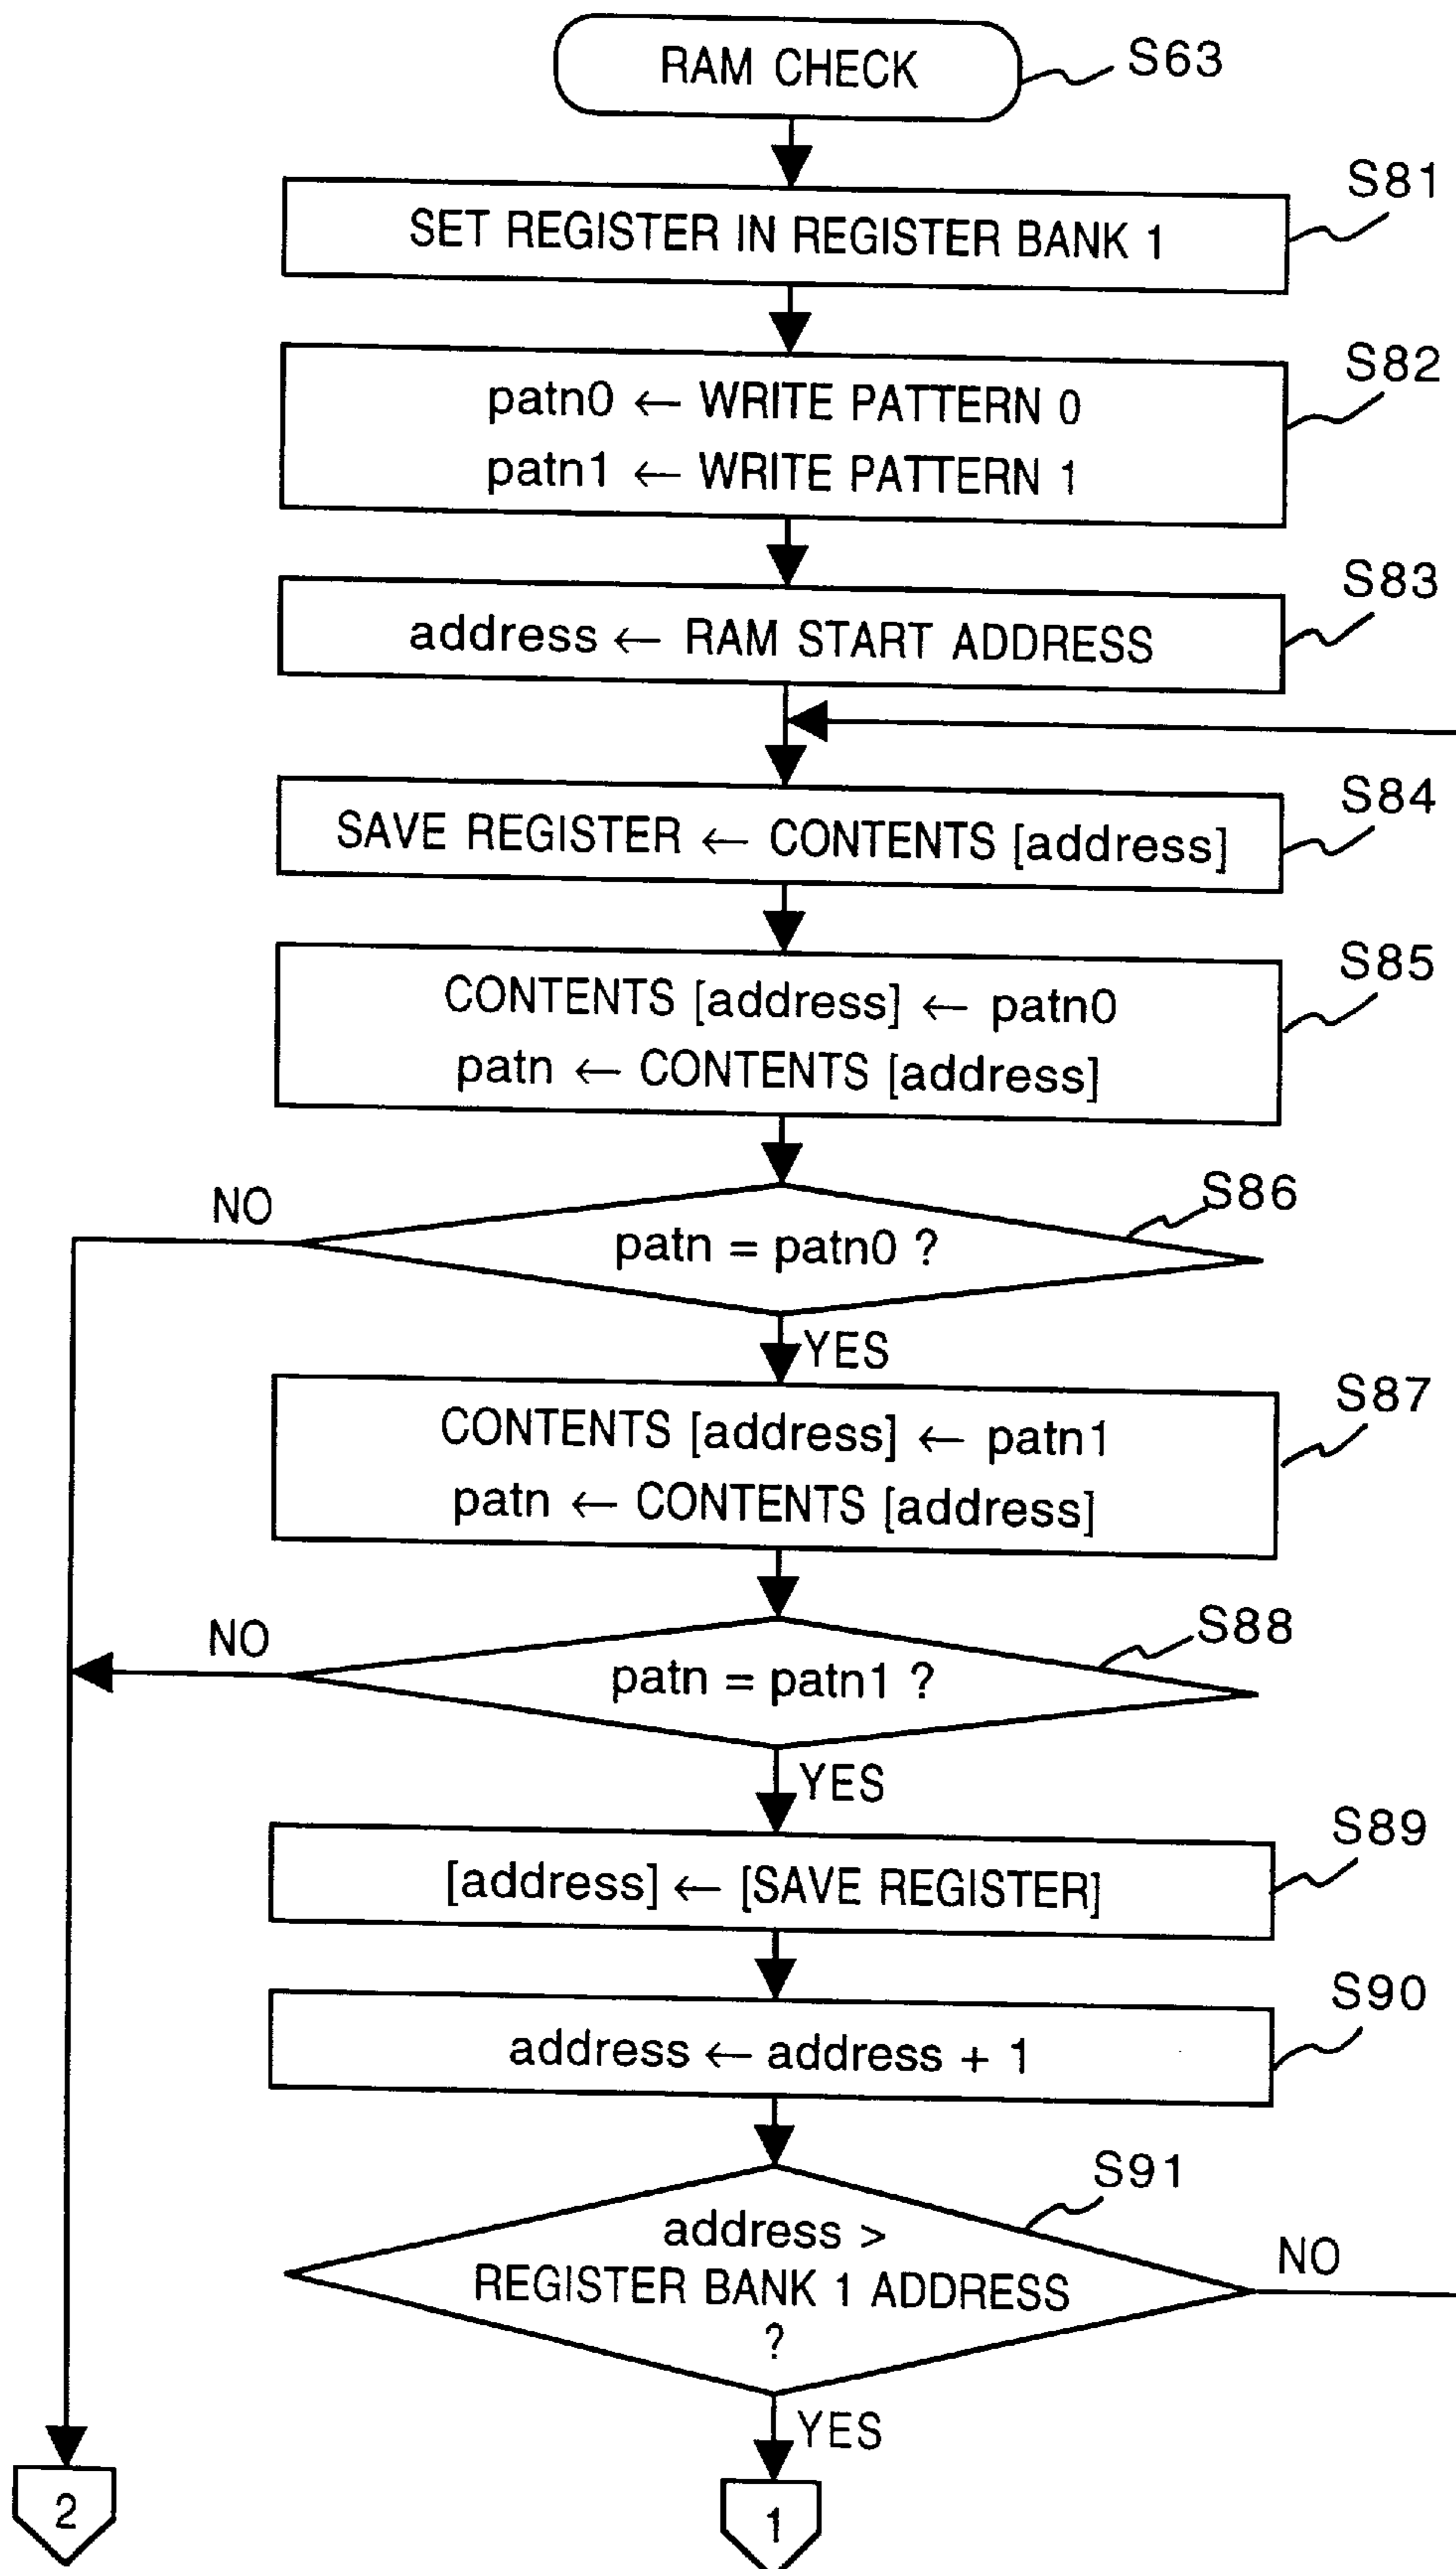 RAM CHECK
S63
S81
SET REGISTER IN REGISTER BANK 1
S82
patn0 ← WRITE PATTERN 0
patn1 ← WRITE PATTERN 1
S83
address ← RAM START ADDRESS
S84
SAVE REGISTER ← CONTENTS [address]
S85
CONTENTS [address] ← patn0
patn ← CONTENTS [address]
S86
NO
patn = patn0 ?
YES
S87
CONTENTS [address] ← patn1
patn ← CONTENTS [address]
S88
NO
patn = patn1 ?
YES
S89
[address] ← [SAVE REGISTER]
S90
address ← address + 1
S91
address >
REGISTER BANK 1 ADDRESS
?
NO
YES
2
1